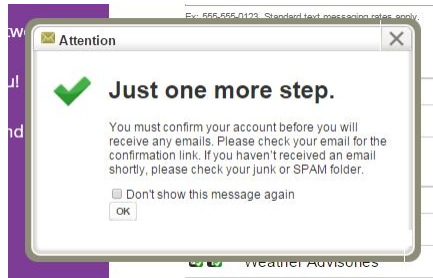 Ex: 555-555-0123. Standard text messaging rates apply.
Attention
u!
nd
Just one more step.
You must confirm your account before you will
receive any emails. Please check your email for the
confirmation link. If you haven't received an email
shortly, please check your junk or SPAM folder.
Don't show this message again
OK
Weather Advisories